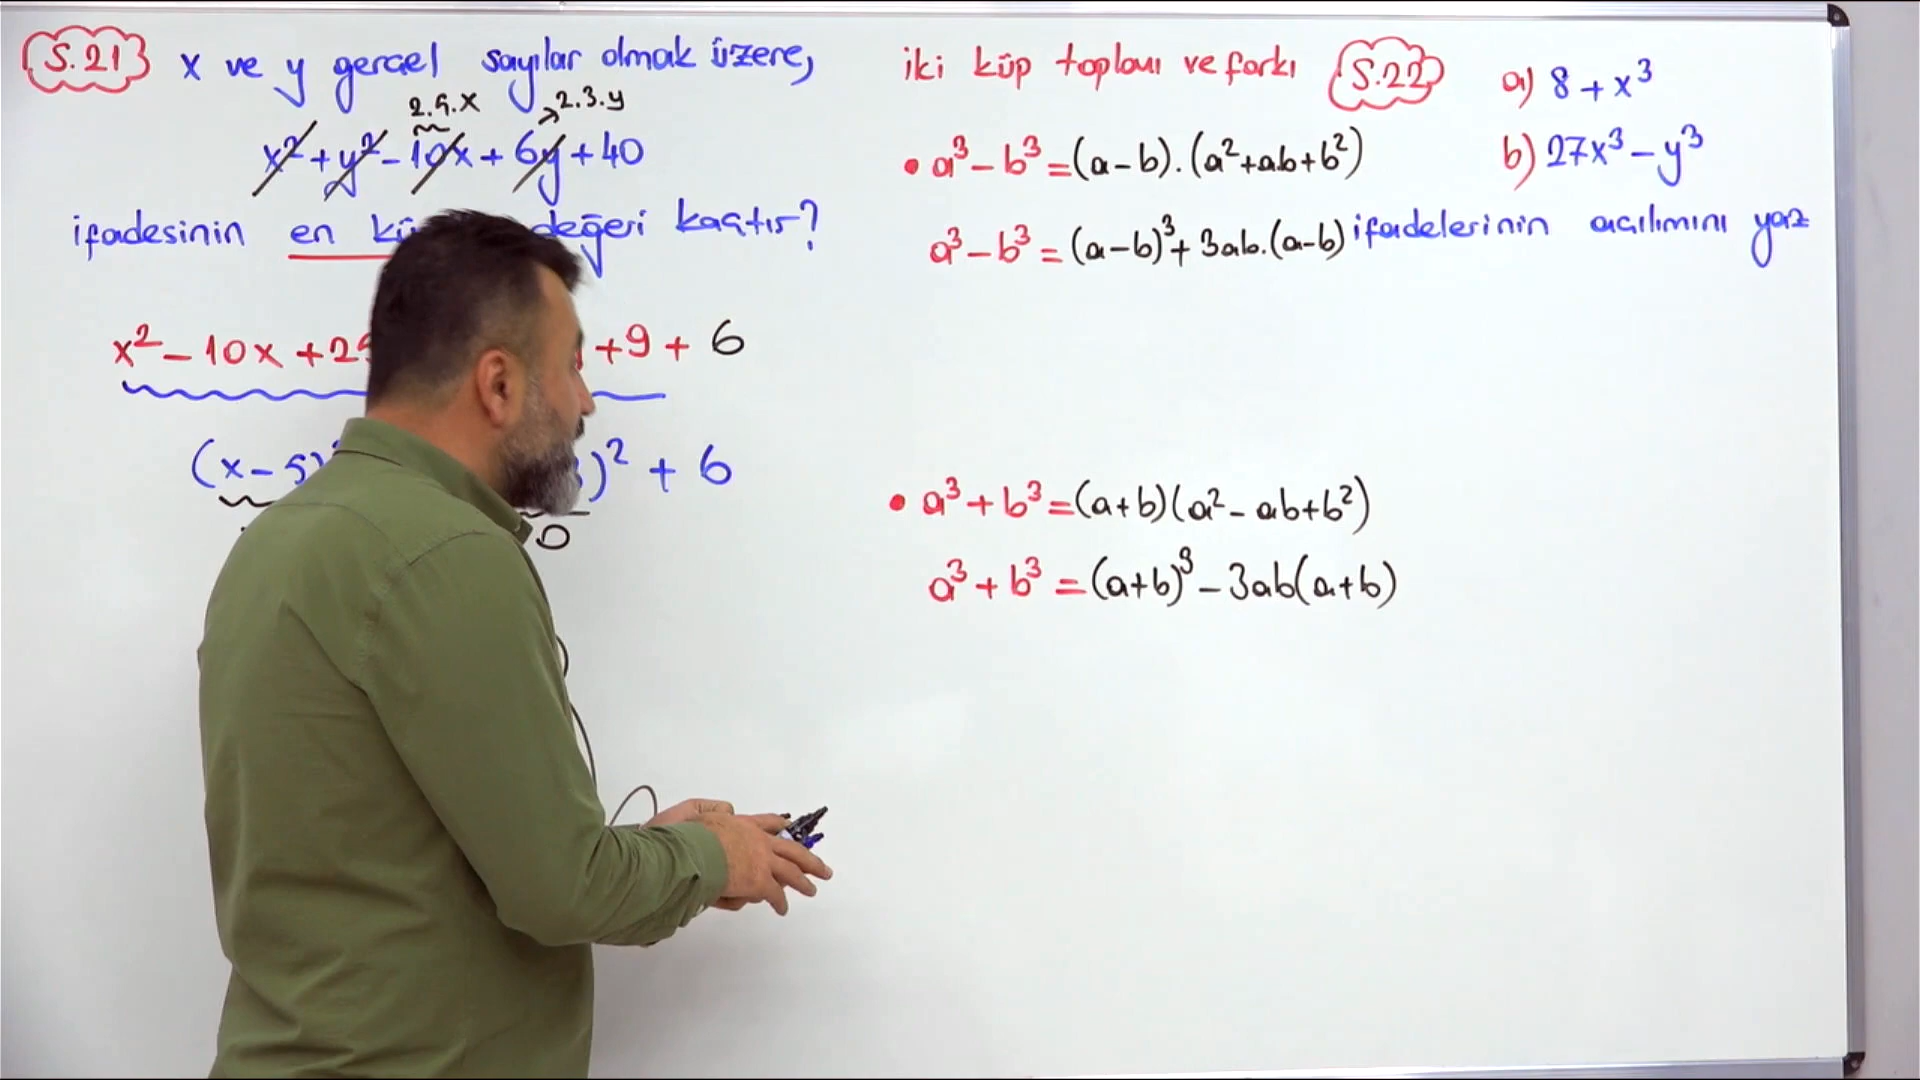 S.21 x ve y gerçel sayılar olmak üzere,
2.5.x 2.3.y
x² + y² - 10x + 6y + 40
ifadesinin en değeri kaçtır?
x² - 10x + 25 + 9 + 6
(x - 5)² )² + 6
0
iki küp toplamı ve farkı S.22 a) 8 + x³
• a³ - b³ = (a - b) . (a² + ab + b²) b) 27x³ - y³
a³ - b³ = (a - b)³ + 3ab.(a - b) ifadelerinin açılımını yaz
• a³ + b³ = (a + b)(a² - ab + b²)
a³ + b³ = (a + b)³ - 3ab(a + b)